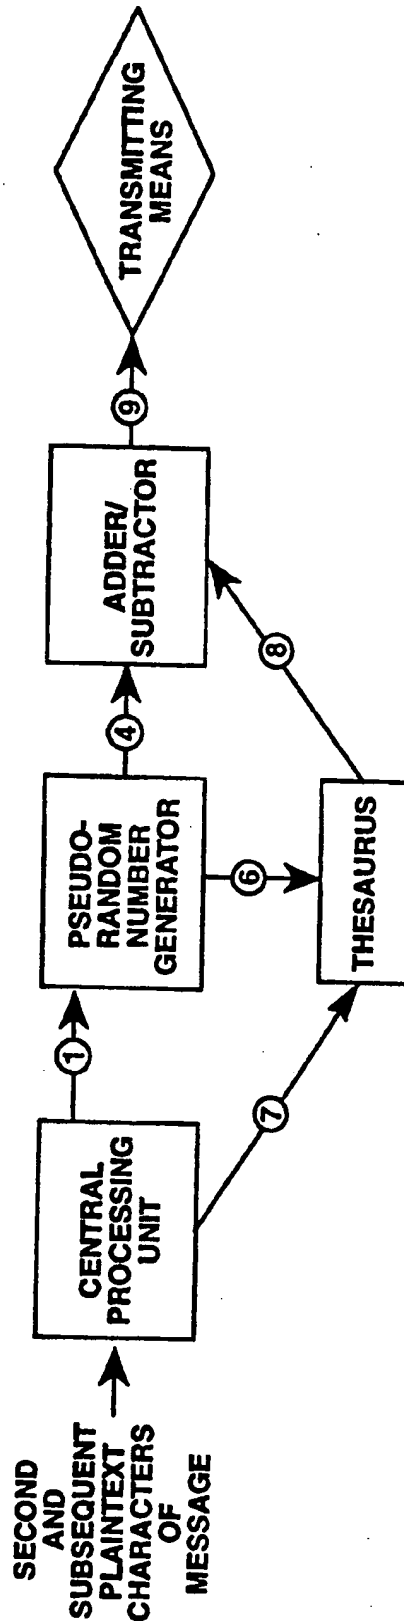 SECOND
AND
SUBSEQUENT
PLAINTEXT
CHARACTERS
OF
MESSAGE
CENTRAL
PROCESSING
UNIT
1
7
PSEUDO-
RANDOM
NUMBER
GENERATOR
4
6
THESAURUS
8
ADDER/
SUBTRACTOR
9
TRANSMITTING
MEANS